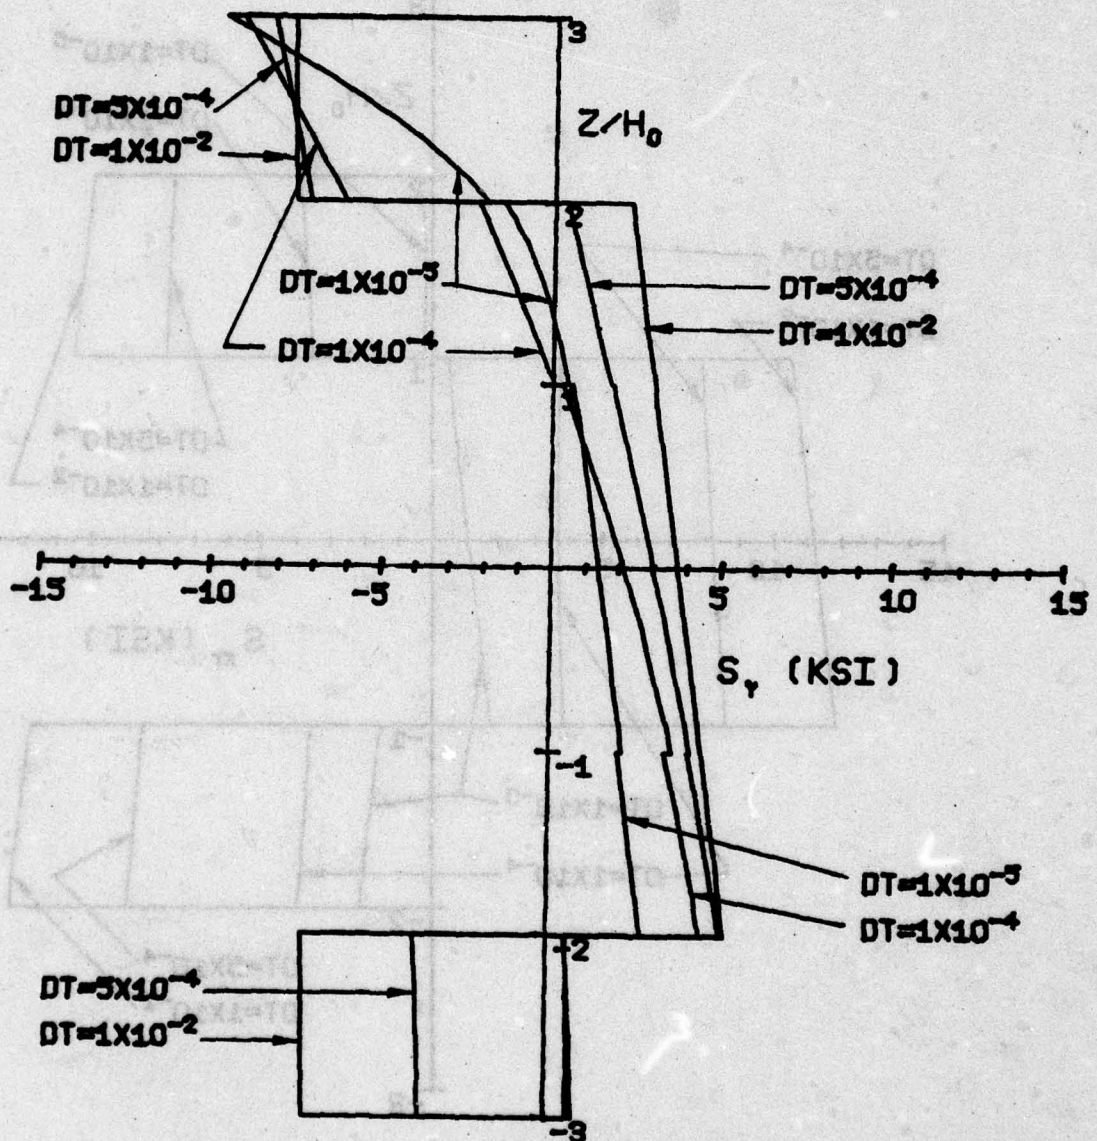 3
DT=5X10⁻⁴
Z/H₀
DT=1X10⁻²
2
DT=1X10⁻⁵
DT=5X10⁻⁴
DT=1X10⁻²
DT=1X10⁻⁴
1
-15 -10 -5 5 10 15
Sᵧ (KSI)
-1
DT=1X10⁻⁵
DT=1X10⁻⁴
-2
DT=5X10⁻⁴
DT=1X10⁻²
-3